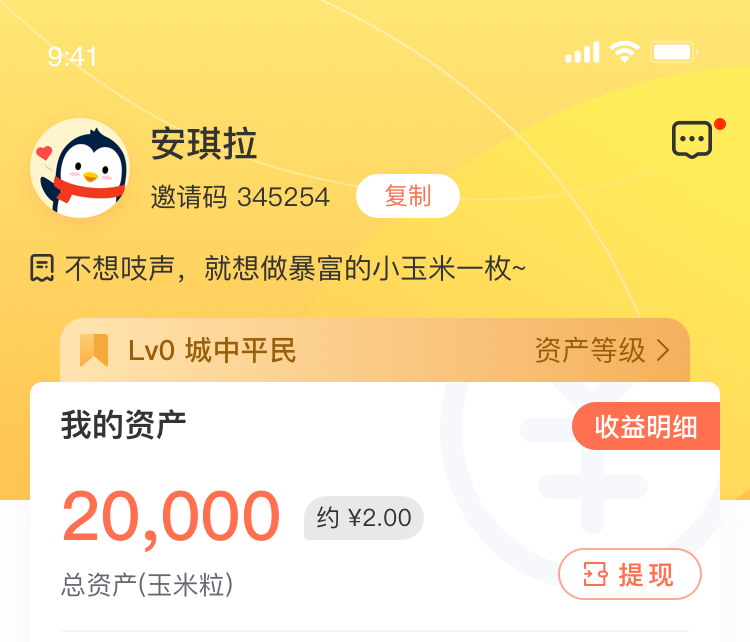 9:41
安琪拉
邀请码 345254 复制
不想吱声，就想做暴富的小玉米一枚~
Lv0 城中平民 资产等级
我的资产 收益明细
20,000 约 ¥2.00
总资产(玉米粒) 提现